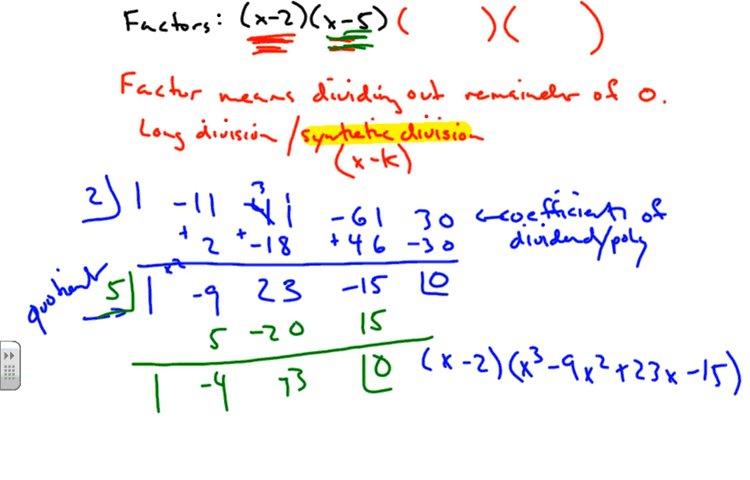 Factors: (x-2)(x-5)( )( )
Factor means dividing out remainder of 0.
Long division / synthetic division
(x-k)
2) 1 -11 41 -61 30 ← coefficients of
+2 +-18 +46 -30 dividend/poly
quotient 5) 1 -9 23 -15 0
5 -20 15
1 -4 +3 0 (x-2)(x³-9x²+23x-15)